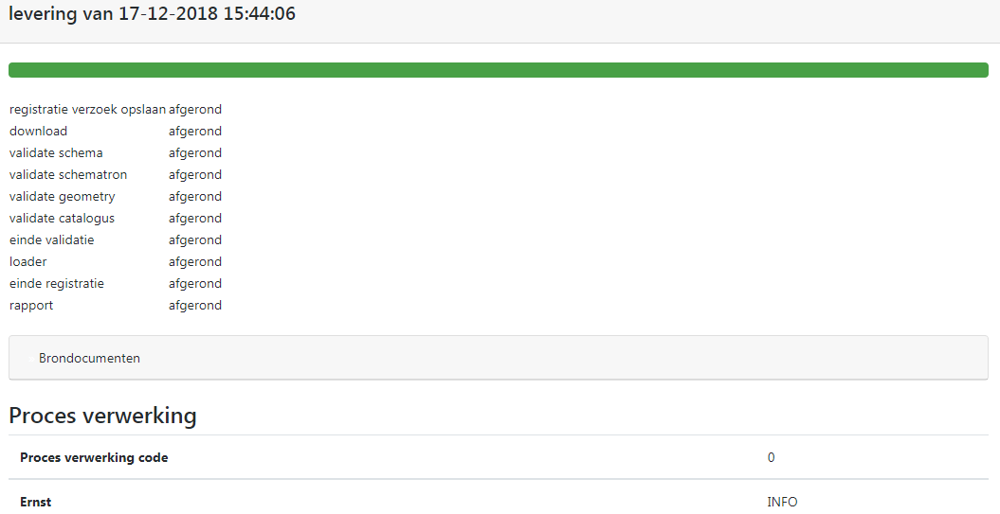 levering van 17-12-2018 15:44:06
registratie verzoek opslaan afgerond
download afgerond
validate schema afgerond
validate schematron afgerond
validate geometry afgerond
validate catalogus afgerond
einde validatie afgerond
loader afgerond
einde registratie afgerond
rapport afgerond
Brondocumenten
Proces verwerking
Proces verwerking code 0
Ernst INFO